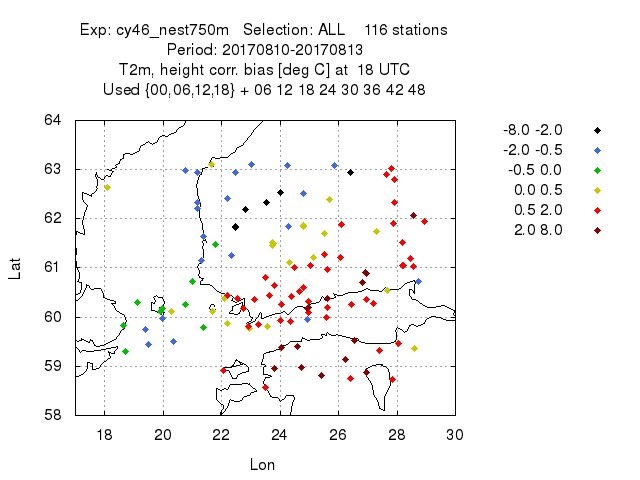 Exp: cy46_nest750m Selection: ALL 116 stations
Period: 20170810-20170813
T2m, height corr. bias [deg C] at 18 UTC
Used {00,06,12,18} + 06 12 18 24 30 36 42 48
64
63
62
61
60
59
58
Lat
18 20 22 24 26 28 30
Lon
-8.0 -2.0
-2.0 -0.5
-0.5 0.0
0.0 0.5
0.5 2.0
2.0 8.0